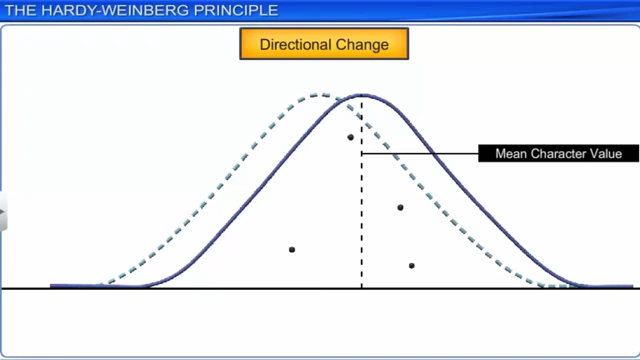 THE HARDY-WEINBERG PRINCIPLE
Directional Change
Mean Character Value